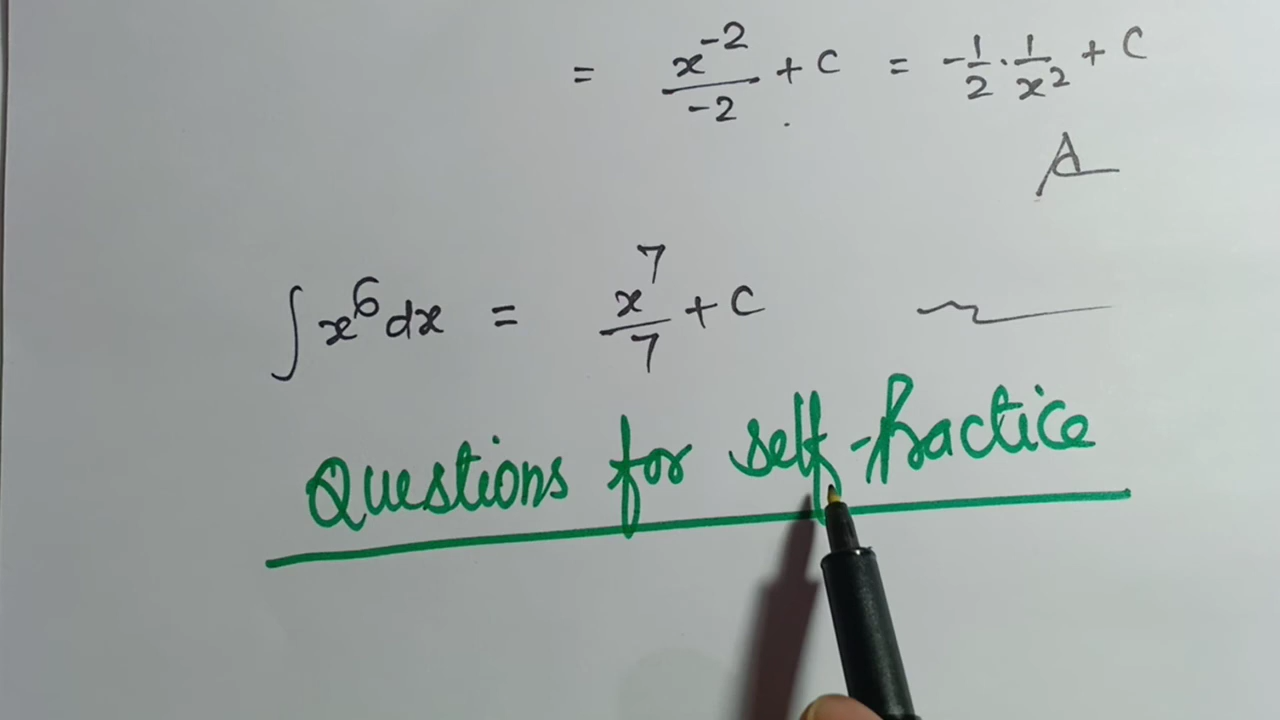 = x^{-2}/-2 + C = -1/2 · 1/x^2 + C
∫ x^6 dx = x^7/7 + C
Questions for self-Practice